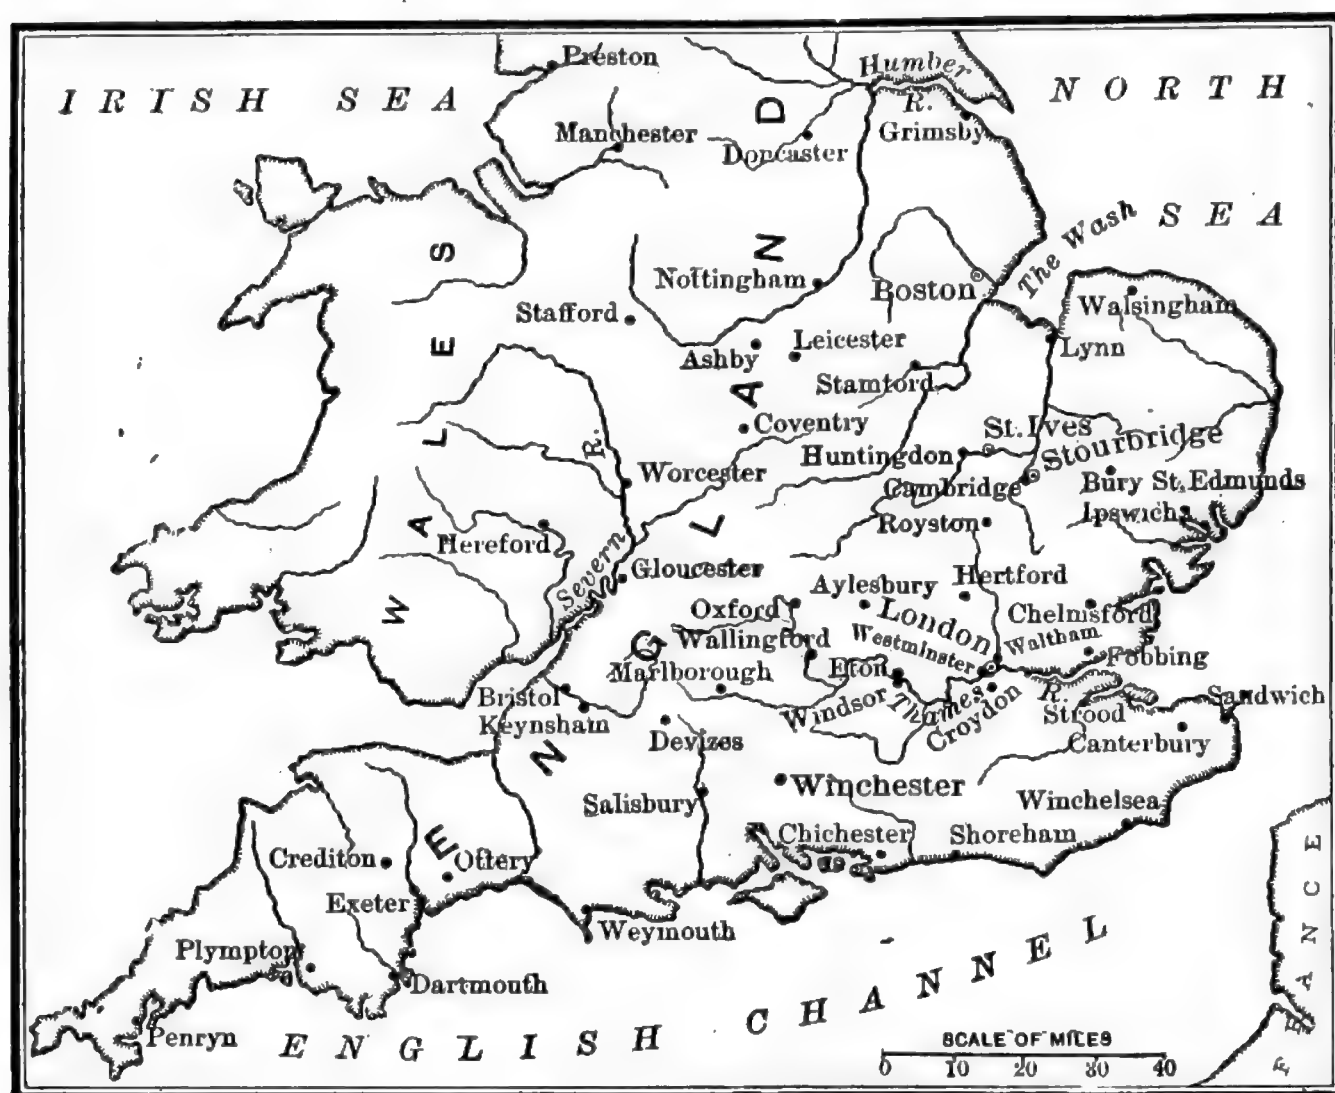 Preston
Humber
R.
IRISH SEA
NORTH
SEA
Manchester
Doncaster
Grimsby
The Wash
Nottingham
Boston
Walsingham
Stafford
Ashby
Leicester
Lynn
Stamford
Coventry
St. Ives
Huntingdon
Stourbridge
R.
Worcester
Cambridge
Bury St. Edmunds
Royston
Ipswich
Hereford
Severn
Gloucester
Aylesbury
Hertford
Oxford
London
Chelmsford
Wallingford
Westminster
Waltham
Marlborough
Eton
Fobbing
Bristol
Windsor
Thames
R.
Sandwich
Keynsham
Croydon
Strood
Devizes
Canterbury
Winchester
Salisbury
Winchelsea
Chichester
Shoreham
Crediton
Ottery
Exeter
Weymouth
Plympton
Dartmouth
Penryn
WALES
ENGLAND
ENGLISH CHANNEL
FRANCE
SCALE OF MILES
0 10 20 30 40